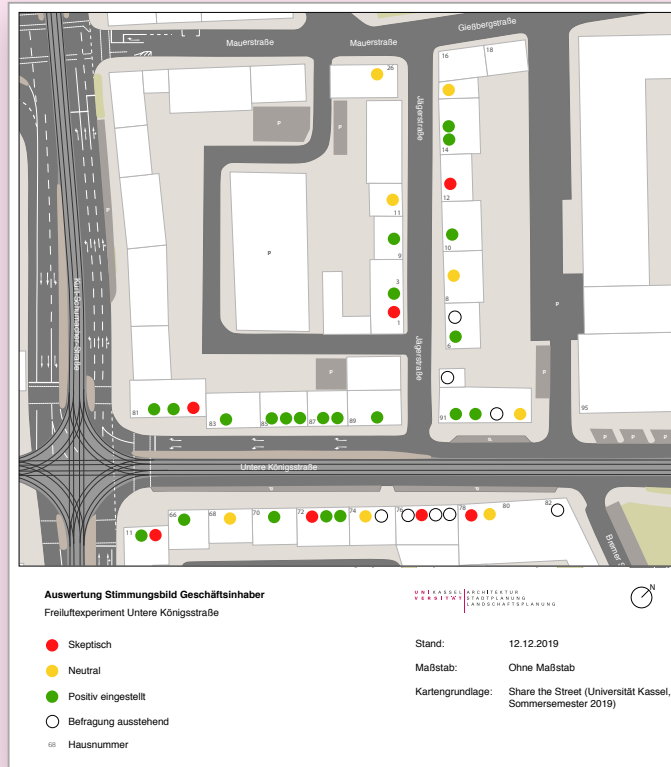 Gießbergstraße
Mauerstraße
Mauerstraße
16
18
26
Jägerstraße
14
P
P
P
12
11
P
10
9
P
3
8
Karl-Schumacher-Straße
1
P
6
Jägerstraße
P
P
81
83
85
87
89
91
95
P
P
P
Untere Königsstraße
66
68
70
72
74
76
78
80
82
11
Bremer S
Auswertung Stimmungsbild Geschäftsinhaber
Freiluftexperiment Untere Königsstraße
Skeptisch
Neutral
Positiv eingestellt
Befragung ausstehend
68 Hausnummer
UNIKASSEL ARCHITEKTUR
VERSITÄT STADTPLANUNG
LANDSCHAFTSPLANUNG
N
Stand: 12.12.2019
Maßstab: Ohne Maßstab
Kartengrundlage: Share the Street (Universität Kassel,
Sommersemester 2019)